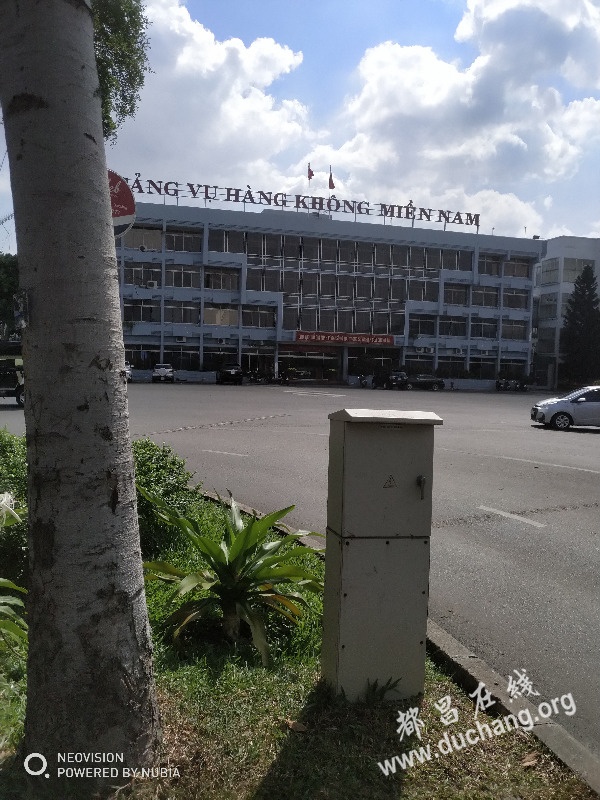 ẢNG VỤ HÀNG KHÔNG MIỀN NAM
都昌在线
www.duchang.org
NEOVISION
POWERED BY NUBIA